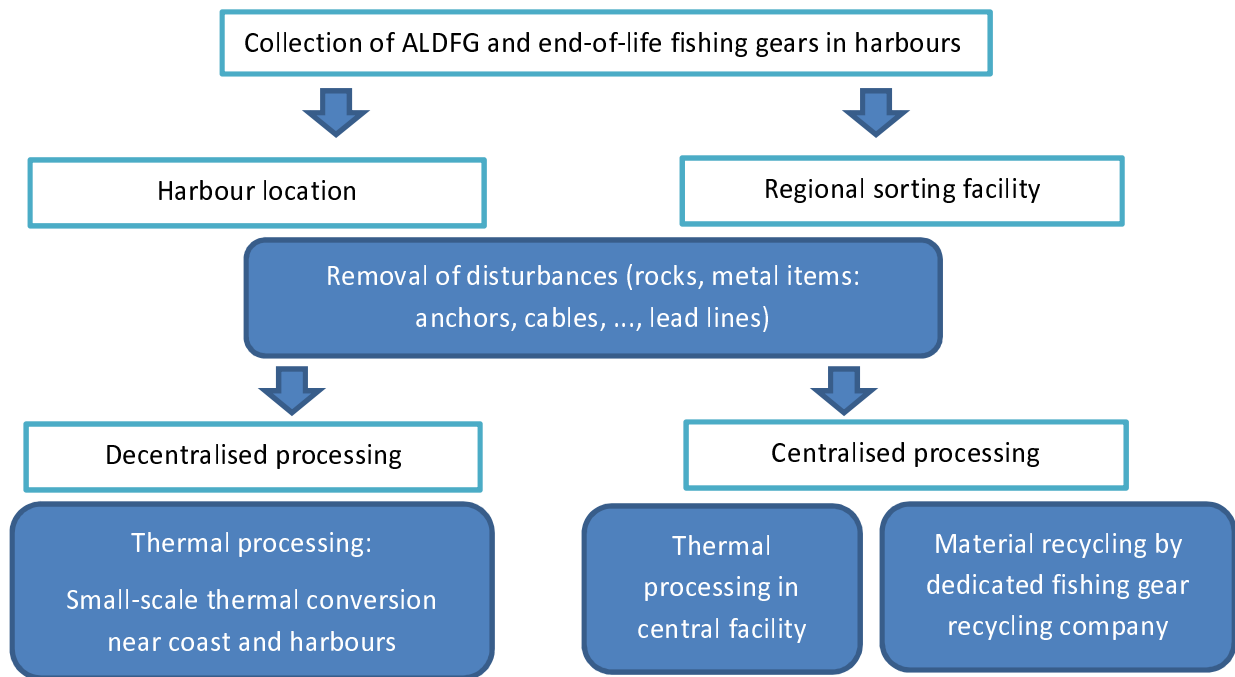 Collection of ALDFG and end-of-life fishing gears in harbours
Harbour location
Regional sorting facility
Removal of disturbances (rocks, metal items:
anchors, cables, ..., lead lines)
Decentralised processing
Centralised processing
Thermal processing:
Small-scale thermal conversion
near coast and harbours
Thermal
processing in
central facility
Material recycling by
dedicated fishing gear
recycling company